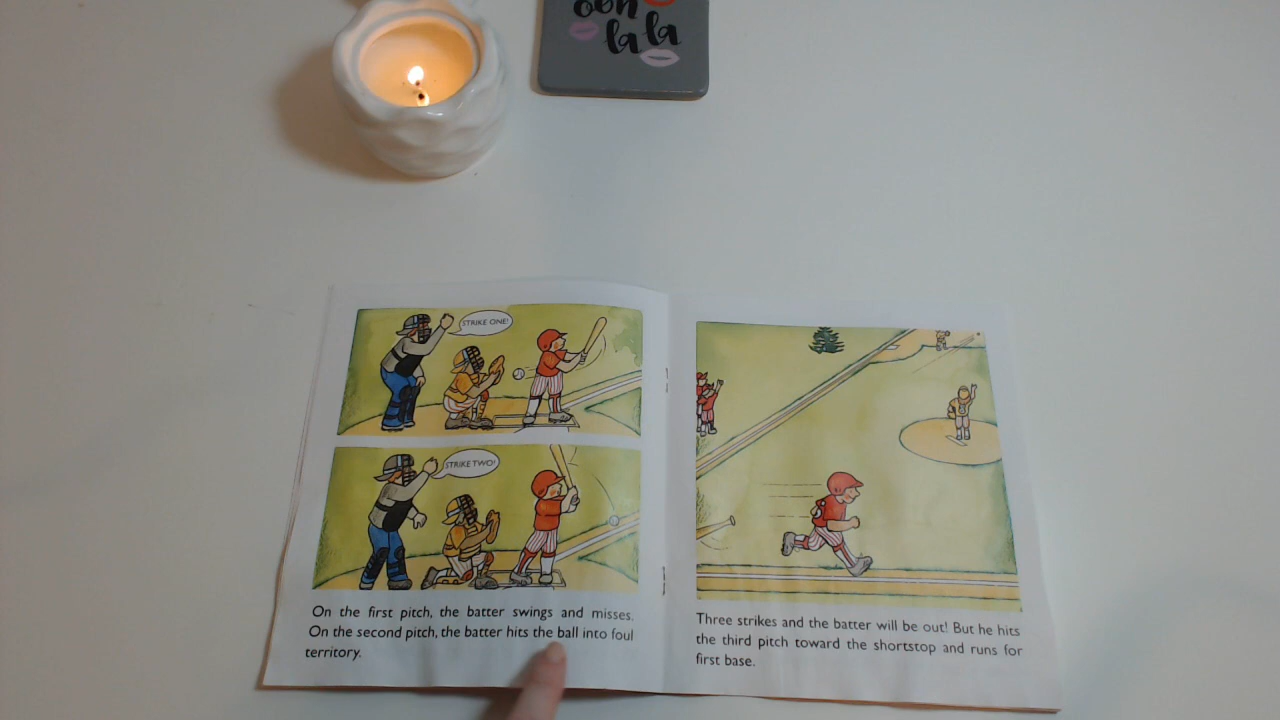 ooh
la la
STRIKE ONE!
STRIKE TWO!
On the first pitch, the batter swings and misses.
On the second pitch, the batter hits the ball into foul
territory.
Three strikes and the batter will be out! But he hits
the third pitch toward the shortstop and runs for
first base.